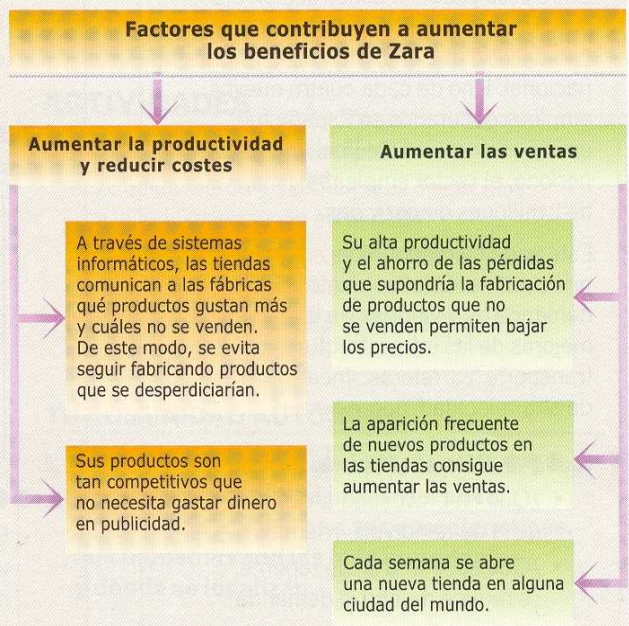 Factores que contribuyen a aumentar
los beneficios de Zara
Aumentar la productividad
y reducir costes
A través de sistemas
informáticos, las tiendas
comunican a las fábricas
qué productos gustan más
y cuáles no se venden.
De este modo, se evita
seguir fabricando productos
que se desperdiciarían.
Sus productos son
tan competitivos que
no necesita gastar dinero
en publicidad.
Aumentar las ventas
Su alta productividad
y el ahorro de las pérdidas
que supondría la fabricación
de productos que no
se venden permiten bajar
los precios.
La aparición frecuente
de nuevos productos en
las tiendas consigue
aumentar las ventas.
Cada semana se abre
una nueva tienda en alguna
ciudad del mundo.